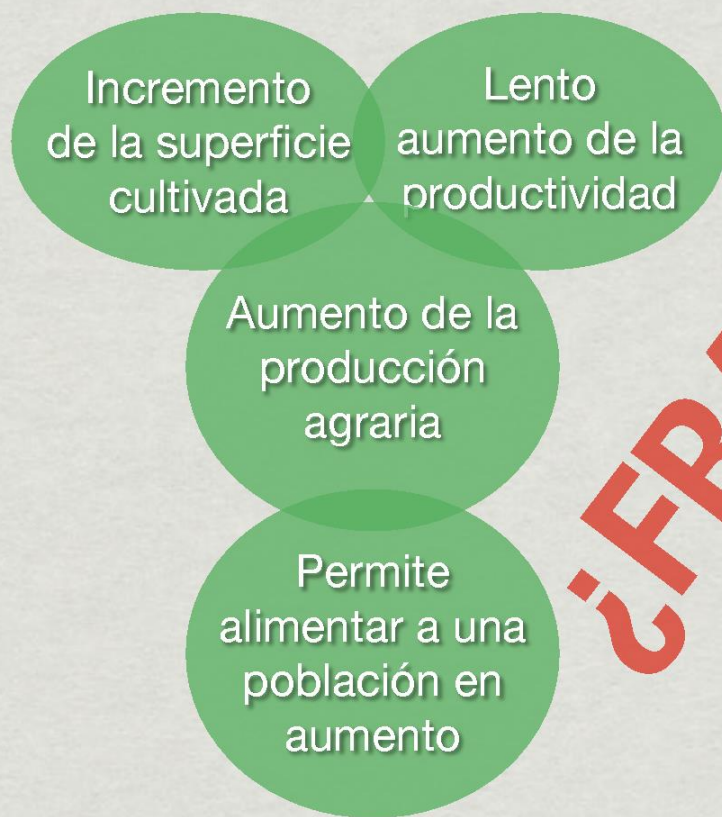 Incremento
de la superficie
cultivada
Lento
aumento de la
productividad
Aumento de la
producción
agraria
Permite
alimentar a una
población en
aumento